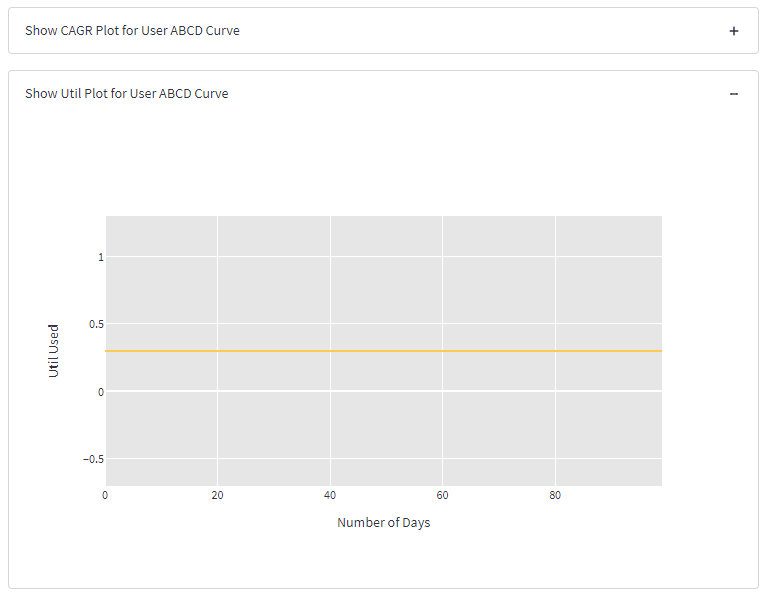 Show CAGR Plot for User ABCD Curve
Show Util Plot for User ABCD Curve
1
0.5
0
−0.5
Util Used
0 20 40 60 80
Number of Days